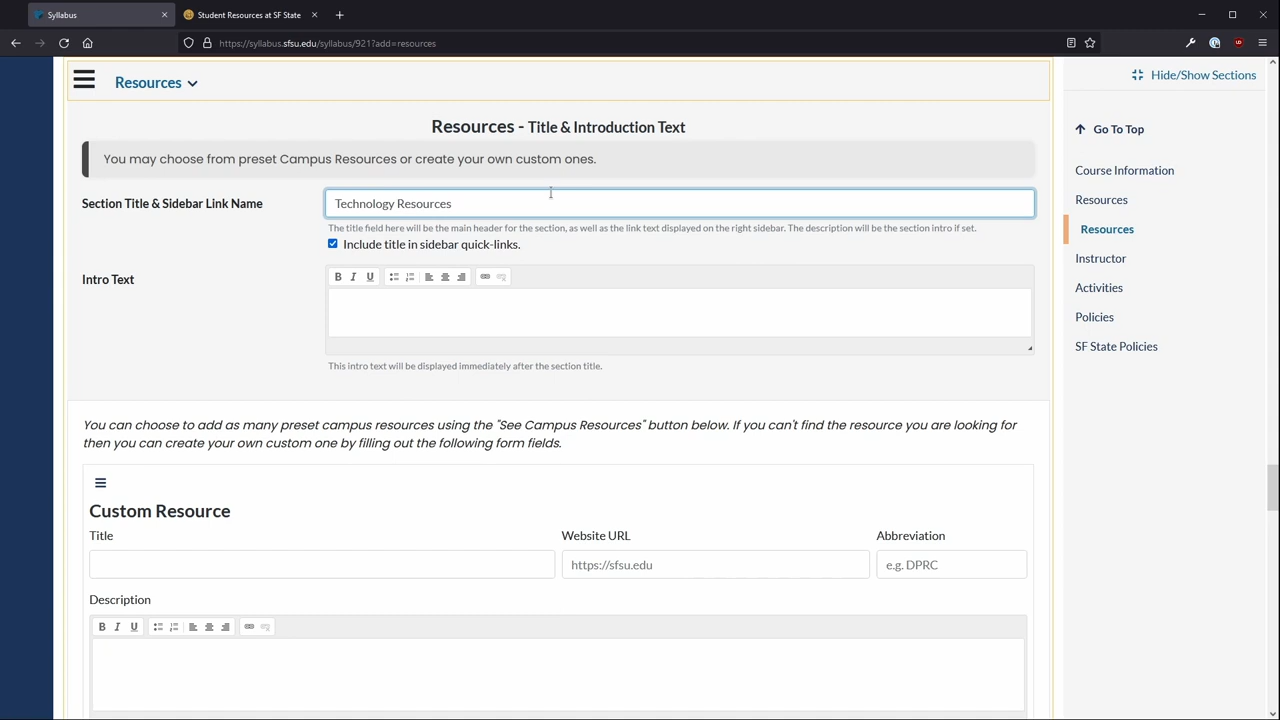 Syllabus
Student Resources at SF State
https://syllabus.sfsu.edu/syllabus/921?add=resources
Resources
Hide/Show Sections
Resources - Title & Introduction Text
Go To Top
You may choose from preset Campus Resources or create your own custom ones.
Course Information
Section Title & Sidebar Link Name
Technology Resources
Resources
The title field here will be the main header for the section, as well as the link text displayed on the right sidebar. The description will be the section intro if set.
Resources
Include title in sidebar quick-links.
Instructor
Intro Text
B I U
Activities
Policies
SF State Policies
This intro text will be displayed immediately after the section title.
You can choose to add as many preset campus resources using the "See Campus Resources" button below. If you can't find the resource you are looking for
then you can create your own custom one by filling out the following form fields.
Custom Resource
Title Website URL Abbreviation
https://sfsu.edu e.g. DPRC
Description
B I U